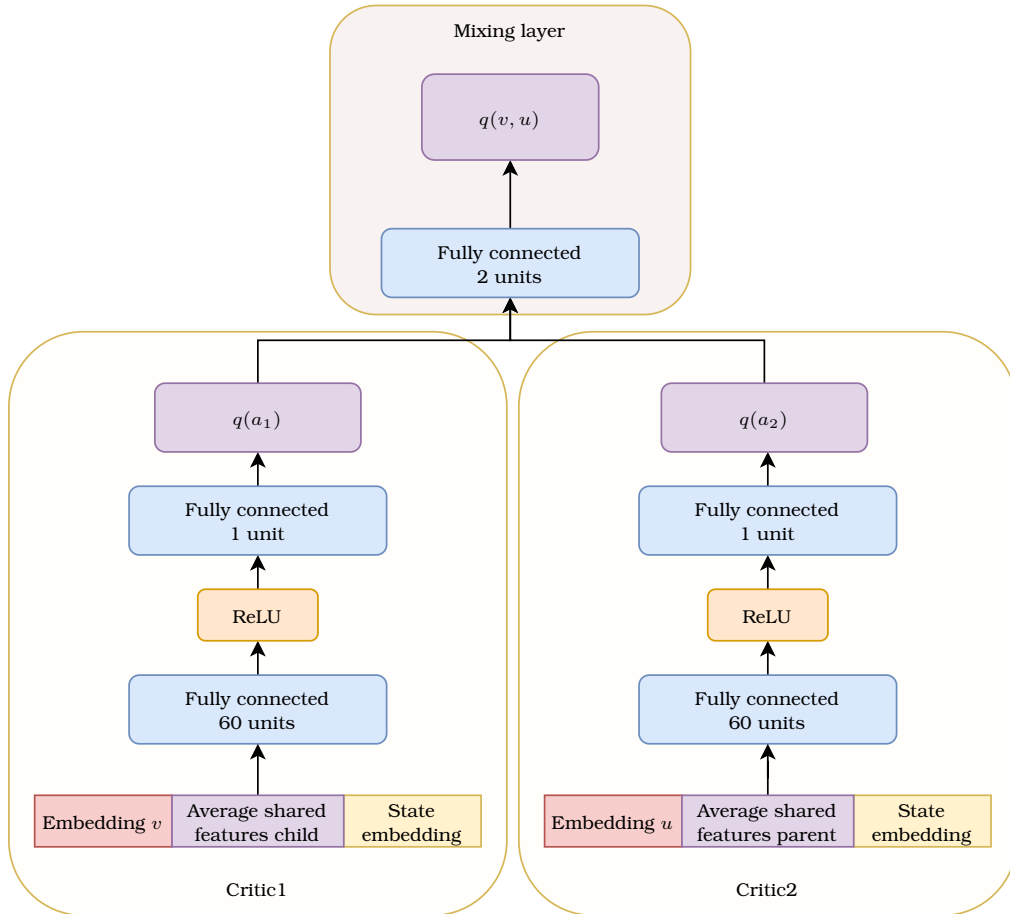 Mixing layer
q(v, u)
Fully connected
2 units
q(a₁)
Fully connected
1 unit
ReLU
Fully connected
60 units
Embedding v
Average shared
features child
State
embedding
Critic1
q(a₂)
Fully connected
1 unit
ReLU
Fully connected
60 units
Embedding u
Average shared
features parent
State
embedding
Critic2